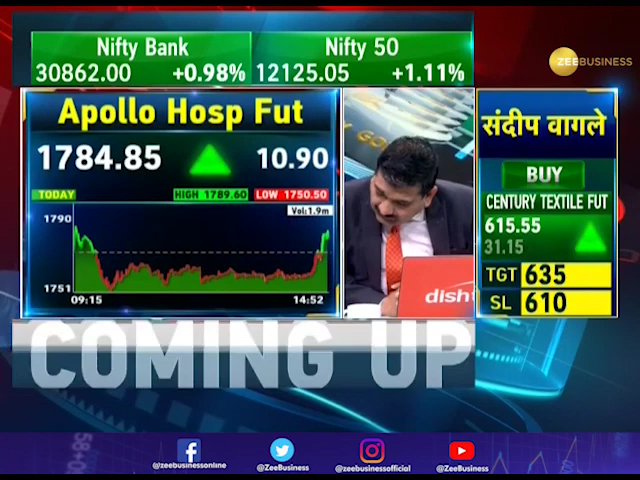 Nifty Bank
30862.00 +0.98%
Nifty 50
12125.05 +1.11%
ZEEBUSINESS
Apollo Hosp Fut
1784.85 10.90
TODAY HIGH 1789.60 LOW 1750.50
Vol:1.9m
1790
1751
09:15 14:52
dish
संदीप वागले
BUY
CENTURY TEXTILE FUT
615.55
31.15
TGT 635
SL 610
COMING UP
@zeebusinessonline
@ZeeBusiness
@zeebusinessofficial
@ZeeBusiness